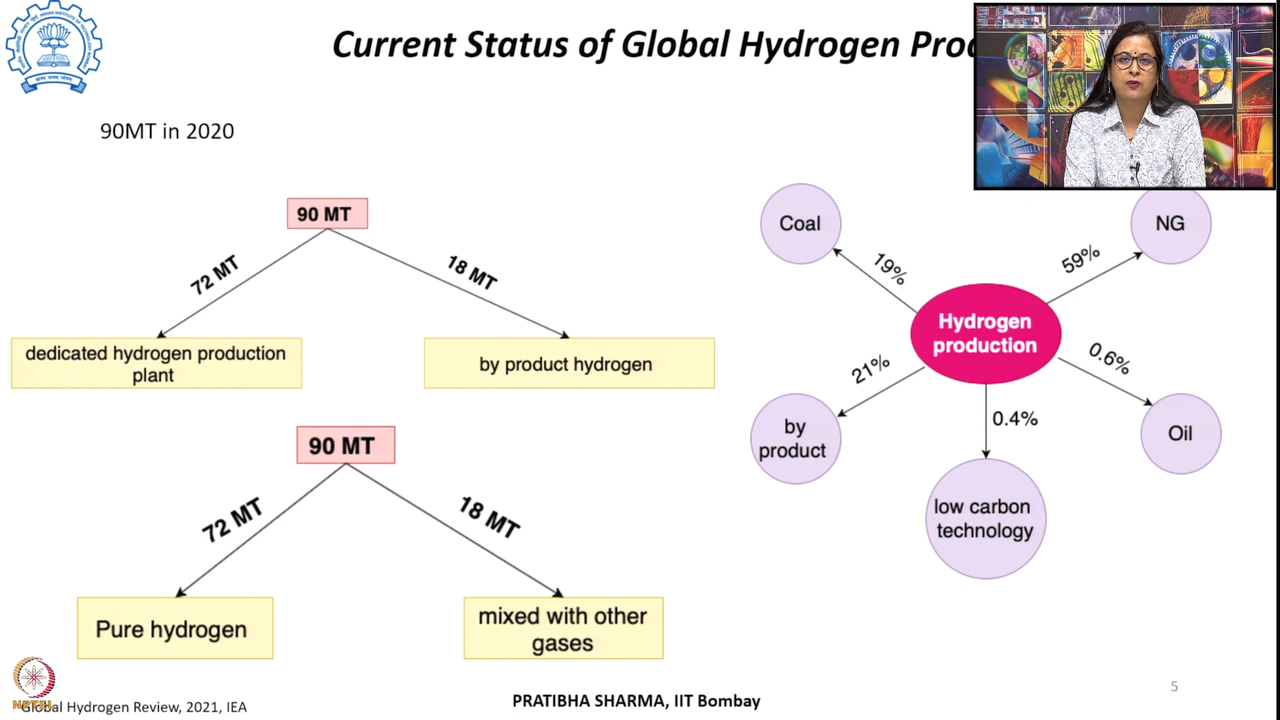 Current Status of Global Hydrogen
90MT in 2020
90 MT
72 MT
18 MT
dedicated hydrogen production
plant
by product hydrogen
90 MT
72 MT
18 MT
Pure hydrogen
mixed with other
gases
Coal
NG
19%
59%
Hydrogen
production
21%
0.6%
by
product
0.4%
Oil
low carbon
technology
5
NPTEL
Global Hydrogen Review, 2021, IEA
PRATIBHA SHARMA, IIT Bombay